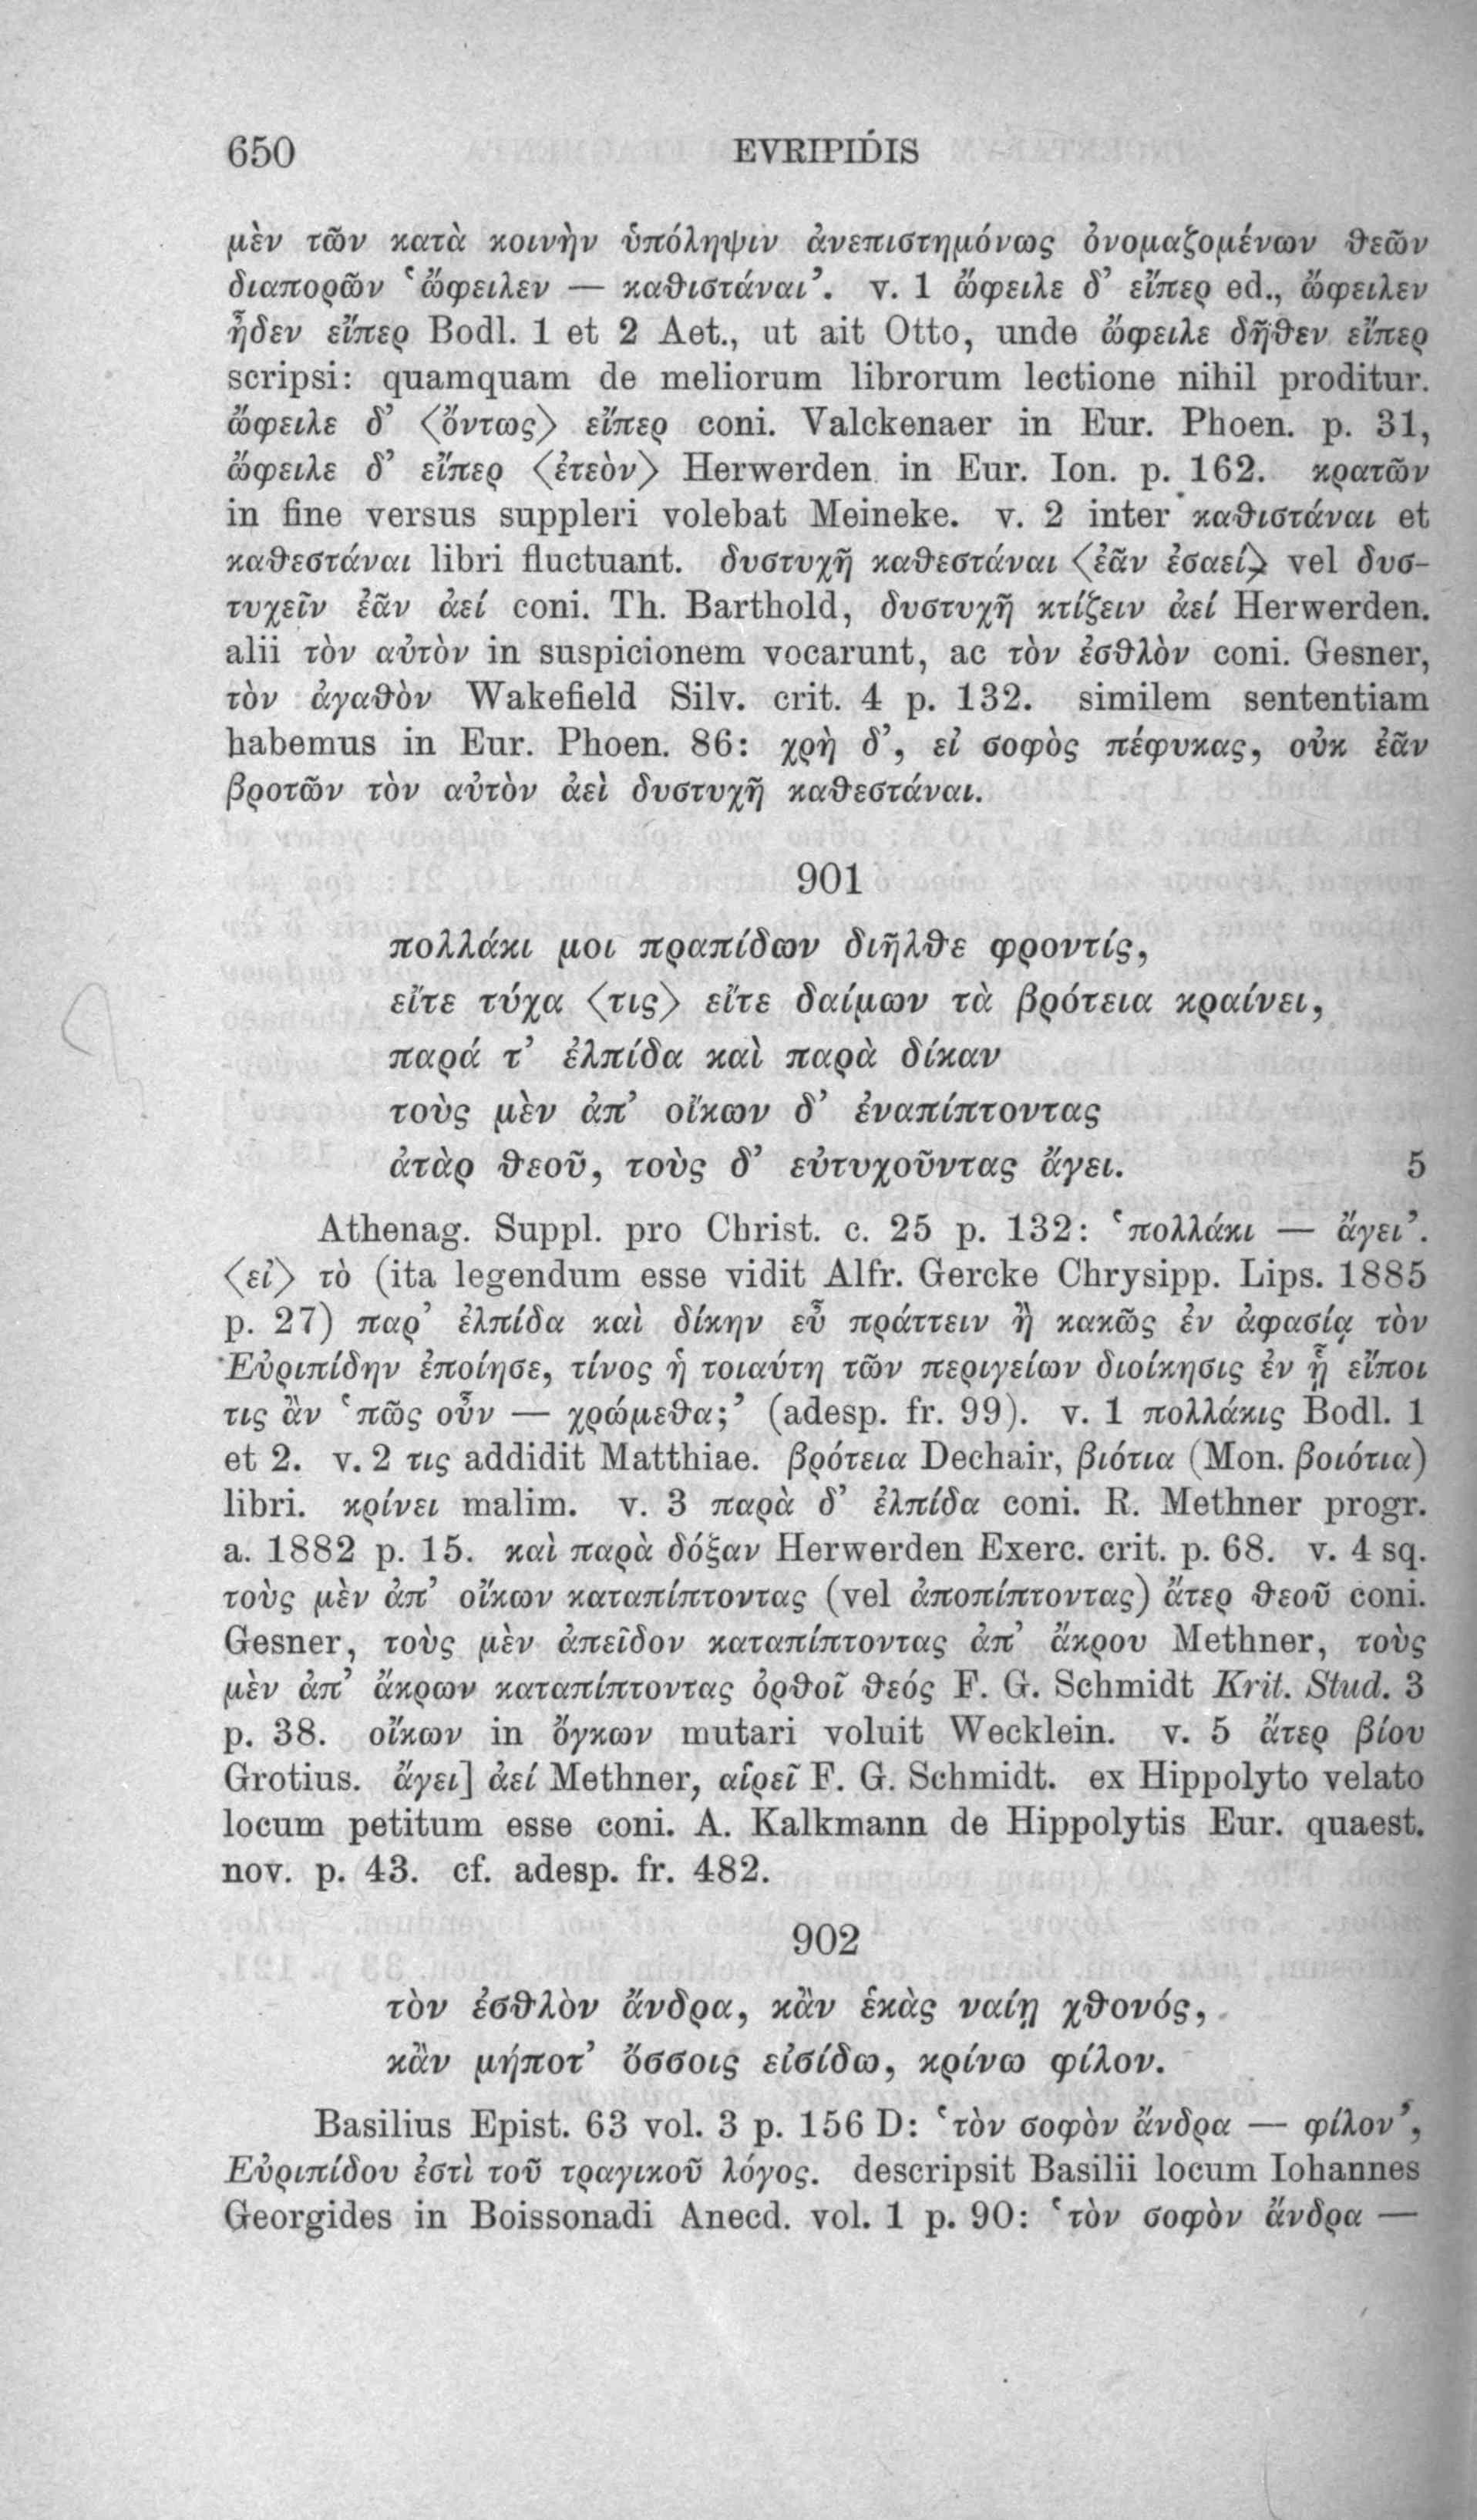 650 EVRIPIDIS
μὲν τῶν κατὰ κοινὴν ὑπόληψιν ἀνεπιστημόνως ὀνομαζομένων θεῶν
διαπορῶν ‘ὤφειλεν — καθιστάναι’. v. 1 ὤφειλε δ’ εἴπερ ed., ὤφειλεν
ἦδεν εἴπερ Bodl. 1 et 2 Aet., ut ait Otto, unde ὤφειλε δῆθεν εἴπερ
scripsi: quamquam de meliorum librorum lectione nihil proditur.
ὤφειλε δ’ ⟨ὄντως⟩ εἴπερ coni. Valckenaer in Eur. Phoen. p. 31,
ὤφειλε δ’ εἴπερ ⟨ἐτεὸν⟩ Herwerden in Eur. Ion. p. 162. κρατῶν
in fine versus suppleri volebat Meineke. v. 2 inter καθιστάναι et
καθεστάναι libri fluctuant. δυστυχῆ καθεστάναι ⟨ἐᾶν ἐσαεί⟩ vel δυσ-
τυχεῖν ἐᾶν ἀεί coni. Th. Barthold, δυστυχῆ κτίζειν ἀεί Herwerden.
alii τὸν αὐτὸν in suspicionem vocarunt, ac τὸν ἐσθλὸν coni. Gesner,
τὸν ἀγαθὸν Wakefield Silv. crit. 4 p. 132. similem sententiam
habemus in Eur. Phoen. 86: χρὴ δ’, εἰ σοφὸς πέφυκας, οὐκ ἐᾶν
βροτῶν τὸν αὐτὸν ἀεὶ δυστυχῆ καθεστάναι.
901
πολλάκι μοι πραπίδων διῆλθε φροντίς,
εἴτε τύχα ⟨τις⟩ εἴτε δαίμων τὰ βρότεια κραίνει,
παρά τ’ ἐλπίδα καὶ παρὰ δίκαν
τοὺς μὲν ἀπ’ οἴκων δ’ ἐναπίπτοντας
ἀτὰρ θεοῦ, τοὺς δ’ εὐτυχοῦντας ἄγει. 5
Athenag. Suppl. pro Christ. c. 25 p. 132: ‘πολλάκι — ἄγει’.
⟨εἰ⟩ τὸ (ita legendum esse vidit Alfr. Gercke Chrysipp. Lips. 1885
p. 27) παρ’ ἐλπίδα καὶ δίκην εὖ πράττειν ἢ κακῶς ἐν ἀφασίᾳ τὸν
Εὐριπίδην ἐποίησε, τίνος ἡ τοιαύτη τῶν περιγείων διοίκησις ἐν ᾗ εἴποι
τις ἂν ‘πῶς οὖν — χρώμεθα;’ (adesp. fr. 99). v. 1 πολλάκις Bodl. 1
et 2. v. 2 τις addidit Matthiae. βρότεια Dechair, βιότια (Mon. βοιότια)
libri. κρίνει malim. v. 3 παρὰ δ’ ἐλπίδα coni. R. Methner progr.
a. 1882 p. 15. καὶ παρὰ δόξαν Herwerden Exerc. crit. p. 68. v. 4 sq.
τοὺς μὲν ἀπ’ οἴκων καταπίπτοντας (vel ἀποπίπτοντας) ἄτερ θεοῦ coni.
Gesner, τοὺς μὲν ἀπεῖδον καταπίπτοντας ἀπ’ ἄκρου Methner, τοὺς
μὲν ἀπ’ ἄκρων καταπίπτοντας ὀρθοῖ θεός F. G. Schmidt Krit. Stud. 3
p. 38. οἴκων in ὄγκων mutari voluit Wecklein. v. 5 ἄτερ βίου
Grotius. ἄγει] ἀεί Methner, αἱρεῖ F. G. Schmidt. ex Hippolyto velato
locum petitum esse coni. A. Kalkmann de Hippolytis Eur. quaest.
nov. p. 43. cf. adesp. fr. 482.
902
τὸν ἐσθλὸν ἄνδρα, κἂν ἑκὰς ναίῃ χθονός,
κἂν μήποτ’ ὄσσοις εἰσίδω, κρίνω φίλον.
Basilius Epist. 63 vol. 3 p. 156 D: ‘τὸν σοφὸν ἄνδρα — φίλον’,
Εὐριπίδου ἐστὶ τοῦ τραγικοῦ λόγος. descripsit Basilii locum Iohannes
Georgides in Boissonadi Anecd. vol. 1 p. 90: ‘τὸν σοφὸν ἄνδρα —